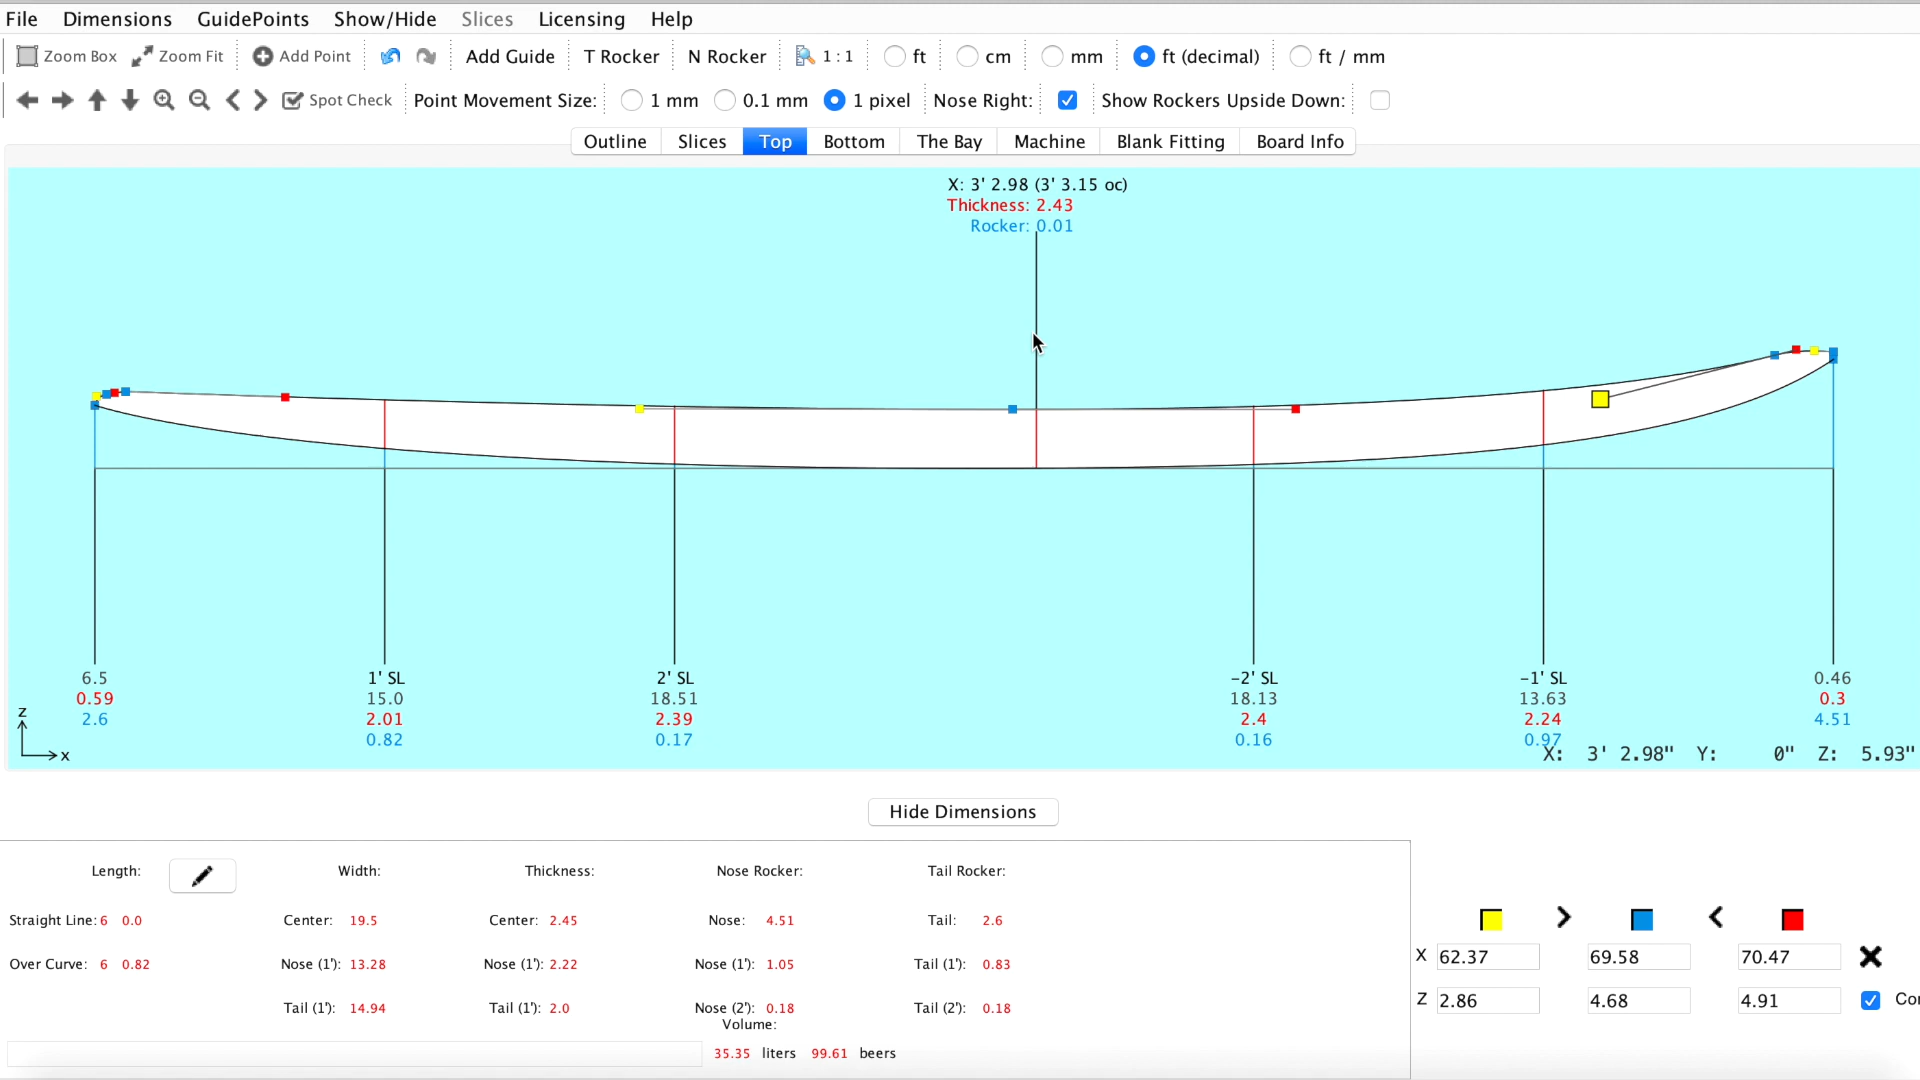 File Dimensions GuidePoints Show/Hide Slices Licensing Help
Zoom Box Zoom Fit Add Point Add Guide T Rocker N Rocker 1 : 1 ft cm mm ft (decimal) ft / mm
Spot Check Point Movement Size: 1 mm 0.1 mm 1 pixel Nose Right: Show Rockers Upside Down:
Outline Slices Top Bottom The Bay Machine Blank Fitting Board Info
X: 3' 2.98 (3' 3.15 oc)
Thickness: 2.43
Rocker: 0.01
6.5 1' SL 2' SL -2' SL -1' SL 0.46
0.59 15.0 18.51 18.13 13.63 0.3
2.6 2.01 2.39 2.4 2.24 4.51
0.82 0.17 0.16 0.97
z
x
X: 3' 2.98" Y: 0" Z: 5.93"
Hide Dimensions
Length: Width: Thickness: Nose Rocker: Tail Rocker:
Straight Line: 6 0.0 Center: 19.5 Center: 2.45 Nose: 4.51 Tail: 2.6
Over Curve: 6 0.82 Nose (1'): 13.28 Nose (1'): 2.22 Nose (1'): 1.05 Tail (1'): 0.83
Tail (1'): 14.94 Tail (1'): 2.0 Nose (2'): 0.18 Tail (2'): 0.18
Volume:
35.35 liters 99.61 beers
X 62.37 69.58 70.47
Z 2.86 4.68 4.91